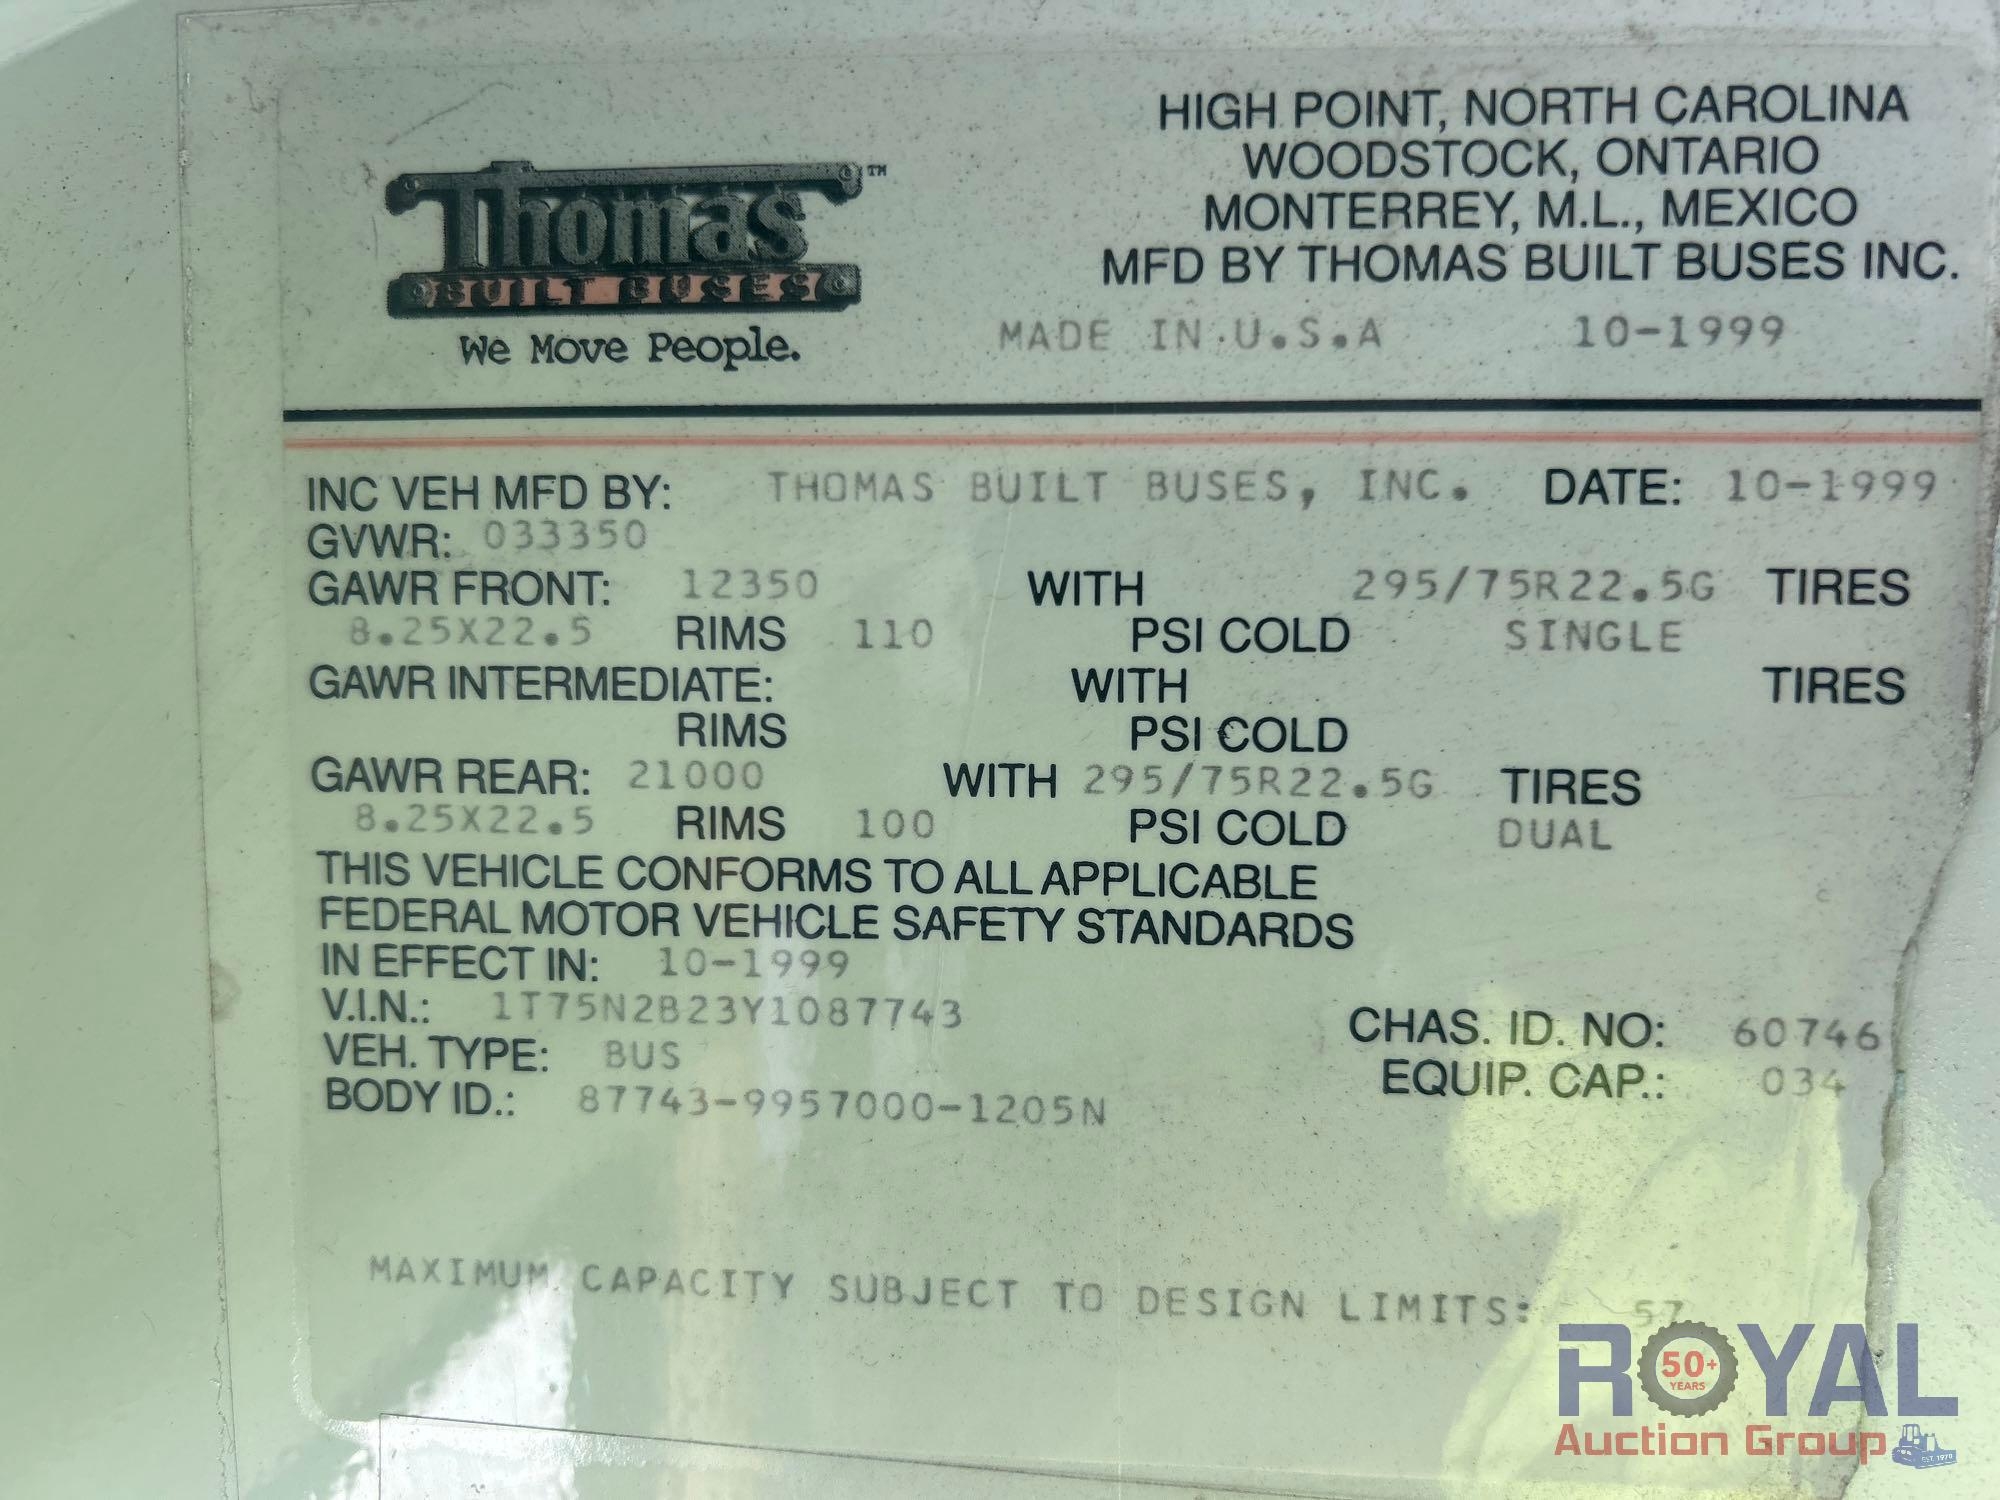 Thomas™
BUILT BUSES
We Move People.
HIGH POINT, NORTH CAROLINA
WOODSTOCK, ONTARIO
MONTERREY, M.L., MEXICO
MFD BY THOMAS BUILT BUSES INC.
MADE IN U.S.A 10-1999
INC VEH MFD BY: THOMAS BUILT BUSES, INC. DATE: 10-1999
GVWR: 033350
GAWR FRONT: 12350 WITH 295/75R22.5G TIRES
8.25X22.5 RIMS 110 PSI COLD SINGLE
GAWR INTERMEDIATE: WITH TIRES
RIMS PSI COLD
GAWR REAR: 21000 WITH 295/75R22.5G TIRES
8.25X22.5 RIMS 100 PSI COLD DUAL
THIS VEHICLE CONFORMS TO ALL APPLICABLE
FEDERAL MOTOR VEHICLE SAFETY STANDARDS
IN EFFECT IN: 10-1999
V.I.N.: 1T75N2B23Y1087743
VEH. TYPE: BUS
BODY ID.: 87743-9957000-1205N
CHAS. ID. NO: 60746
EQUIP. CAP.: 034
MAXIMUM CAPACITY SUBJECT TO DESIGN LIMITS: 57
ROYAL
50+
YEARS
Auction Group
EST. 1970